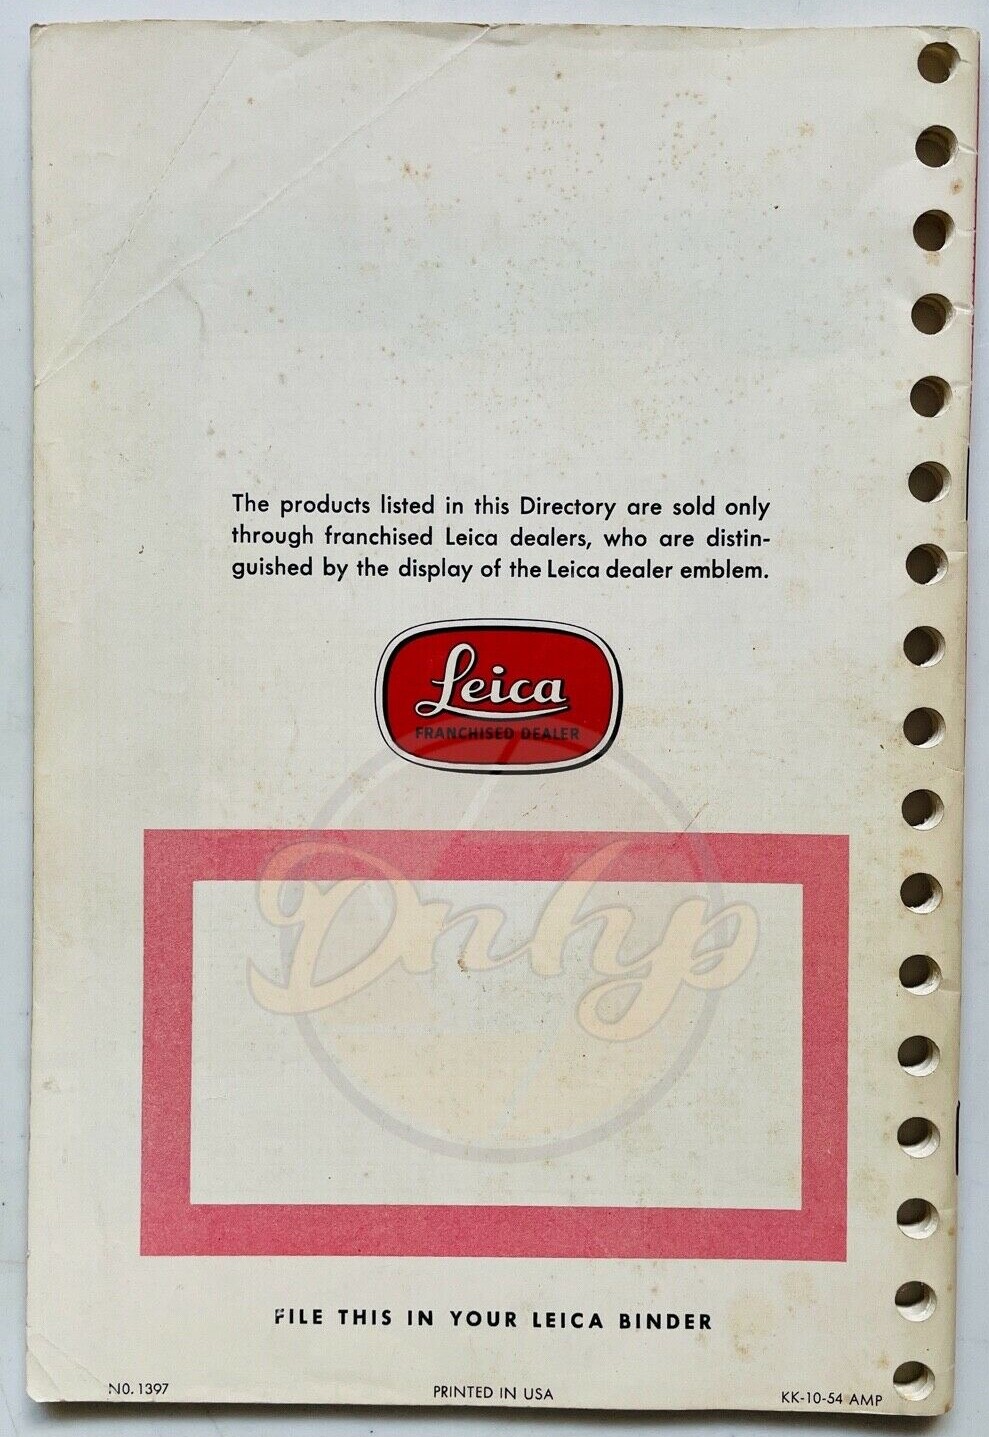 The products listed in this Directory are sold only
through franchised Leica dealers, who are distin-
guished by the display of the Leica dealer emblem.
Leica
FRANCHISED DEALER
Dnhp
FILE THIS IN YOUR LEICA BINDER
NO. 1397
PRINTED IN USA
KK-10-54 AMP